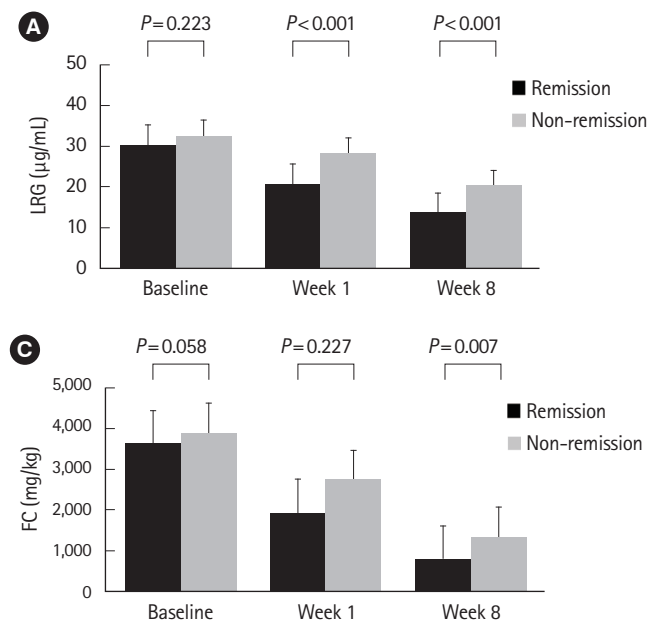 A
P=0.223 P<0.001 P<0.001
50
40
30
20
10
0
LRG (μg/mL)
Remission
Non-remission
Baseline Week 1 Week 8
C
P=0.058 P=0.227 P=0.007
5,000
4,000
3,000
2,000
1,000
0
FC (mg/kg)
Remission
Non-remission
Baseline Week 1 Week 8